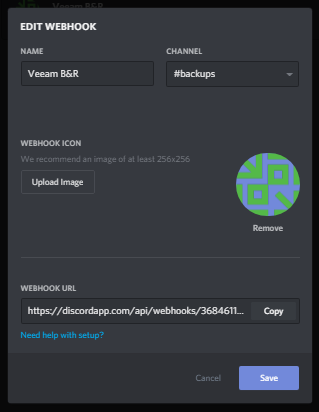 Veeam B&R
EDIT WEBHOOK
NAME CHANNEL
Veeam B&R #backups
WEBHOOK ICON
We recommend an image of at least 256x256
Upload Image
Remove
WEBHOOK URL
https://discordapp.com/api/webhooks/3684611... Copy
Need help with setup?
Cancel Save